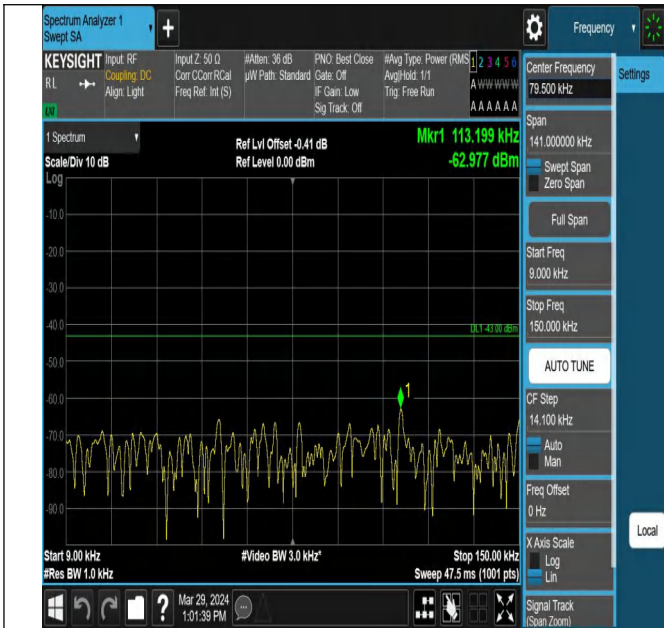 Spectrum Analyzer 1
Swept SA
Frequency
KEYSIGHT
RL
LXI
Input: RF
Coupling: DC
Align: Light
Input Z: 50 Ω
Corr CCorr RCal
Freq Ref: Int (S)
#Atten: 36 dB
µW Path: Standard
PNO: Best Close
Gate: Off
IF Gain: Low
Sig Track: Off
#Avg Type: Power (RMS
Avg|Hold: 1/1
Trig: Free Run
1 2 3 4 5 6
A W W W W W
A A A A A A
Center Frequency
79.500 kHz
Settings
Span
141.000000 kHz
Swept Span
Zero Span
Full Span
Start Freq
9.000 kHz
Stop Freq
150.000 kHz
AUTO TUNE
CF Step
14.100 kHz
Auto
Man
Freq Offset
0 Hz
X Axis Scale
Log
Lin
Signal Track
(Span Zoom)
Local
1 Spectrum
Scale/Div 10 dB
Log
Ref Lvl Offset -0.41 dB
Ref Level 0.00 dBm
Mkr1 113.199 kHz
-62.977 dBm
-10.0
-20.0
-30.0
-40.0
DL1 -43.00 dBm
-50.0
-60.0
1
-70.0
-80.0
-90.0
Start 9.00 kHz
#Video BW 3.0 kHz*
Stop 150.00 kHz
#Res BW 1.0 kHz
Sweep 47.5 ms (1001 pts)
Mar 29, 2024
1:01:39 PM